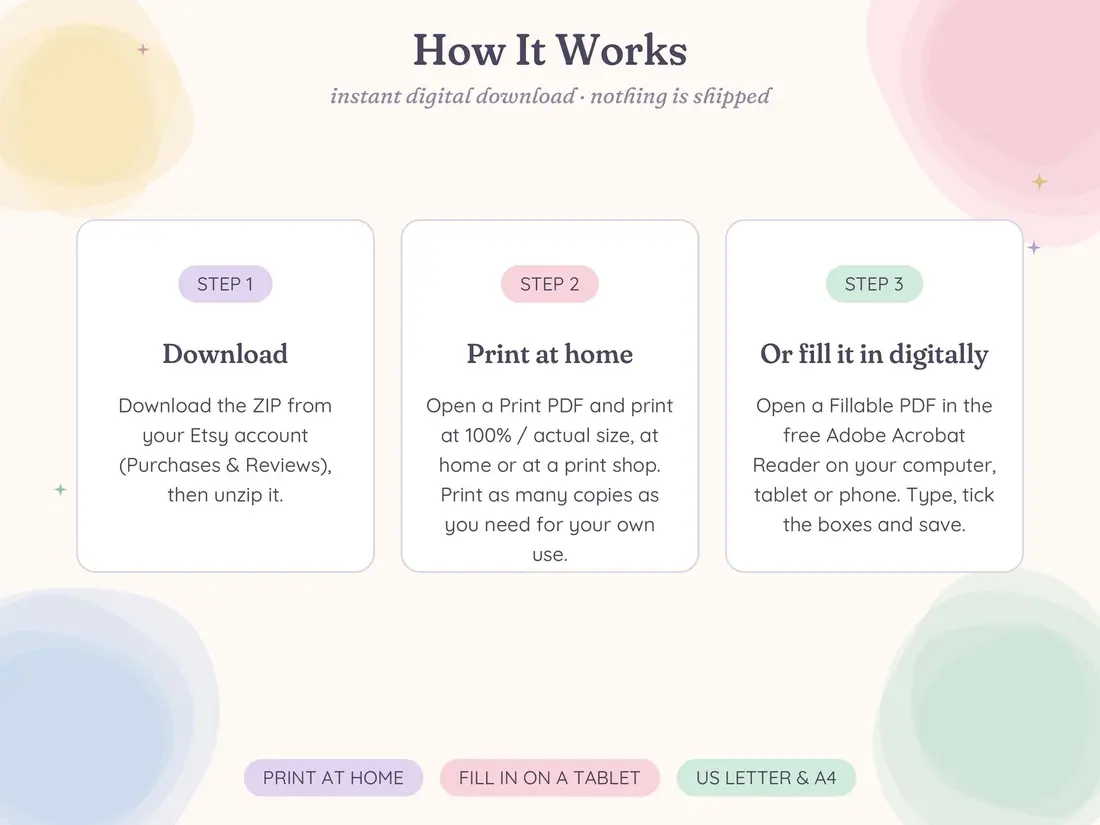 How It Works
instant digital download · nothing is shipped
STEP 1
Download
Download the ZIP from
your Etsy account
(Purchases & Reviews),
then unzip it.
STEP 2
Print at home
Open a Print PDF and print
at 100% / actual size, at
home or at a print shop.
Print as many copies as
you need for your own
use.
STEP 3
Or fill it in digitally
Open a Fillable PDF in the
free Adobe Acrobat
Reader on your computer,
tablet or phone. Type, tick
the boxes and save.
PRINT AT HOME
FILL IN ON A TABLET
US LETTER & A4